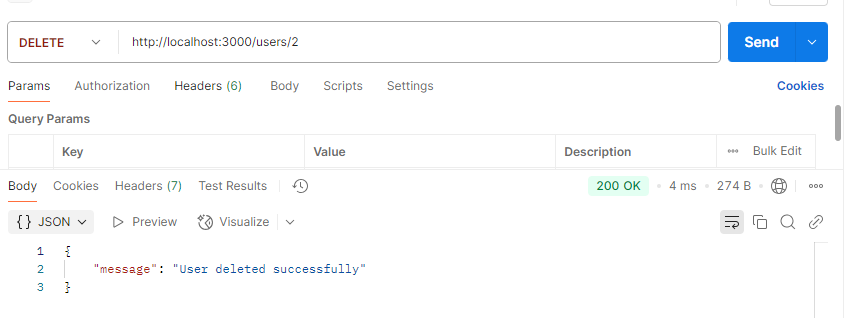 DELETE http://localhost:3000/users/2 Send
Params Authorization Headers (6) Body Scripts Settings Cookies
Query Params
Key Value Description ••• Bulk Edit
Body Cookies Headers (7) Test Results 200 OK • 4 ms • 274 B •
{} JSON Preview Visualize
1 {
2 "message": "User deleted successfully"
3 }